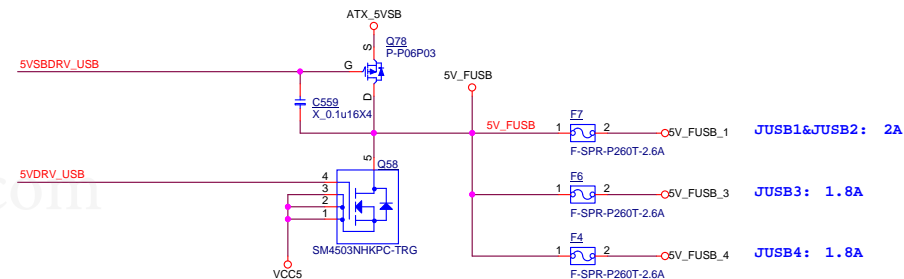 ATX_5VSB
Q78
P-P06P03
S
G
D
5VSBDRV_USB
C559
X_0.1u16X4
5V_FUSB
5V_FUSB
F7
1 2
5V_FUSB_1
F-SPR-P260T-2.6A
JUSB1&JUSB2: 2A
5
Q58
5VDRV_USB
4
3
2
1
SM4503NHKPC-TRG
VCC5
F6
1 2
5V_FUSB_3
F-SPR-P260T-2.6A
JUSB3: 1.8A
F4
1 2
5V_FUSB_4
F-SPR-P260T-2.6A
JUSB4: 1.8A
com